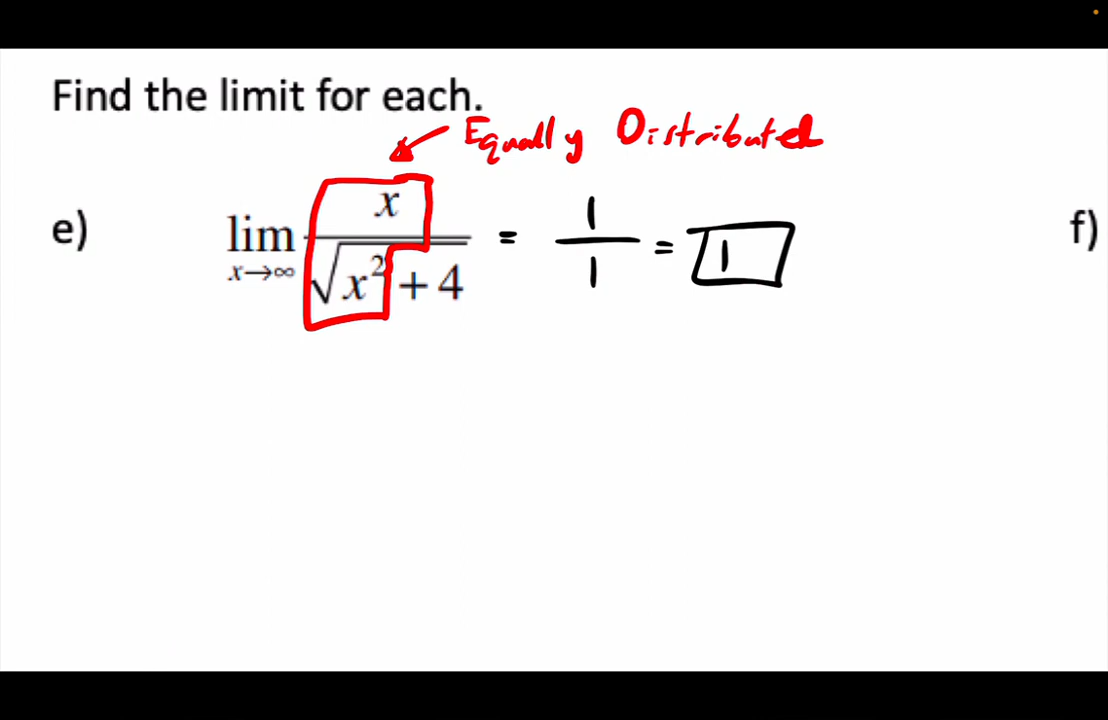 Find the limit for each.
Equally Distributed
e) lim x→∞ x / √x² + 4 = 1/1 = 1
f)